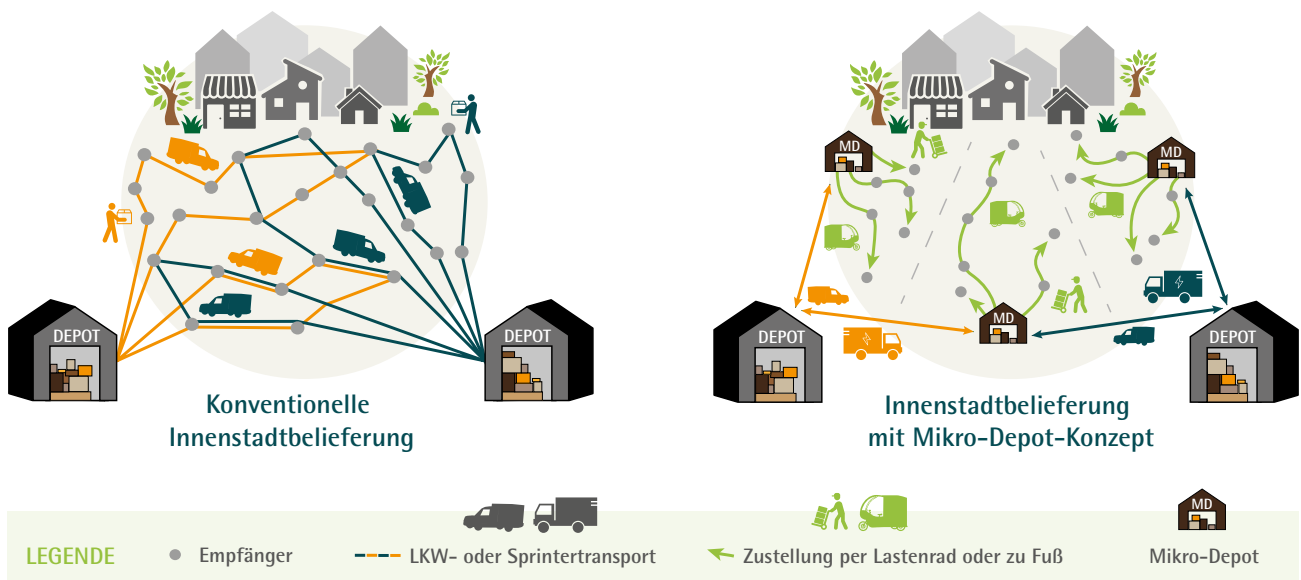 DEPOT
DEPOT
Konventionelle
Innenstadtbelieferung
MD
MD
MD
DEPOT
DEPOT
Innenstadtbelieferung
mit Mikro-Depot-Konzept
MD
LEGENDE
Empfänger
LKW- oder Sprintertransport
Zustellung per Lastenrad oder zu Fuß
Mikro-Depot